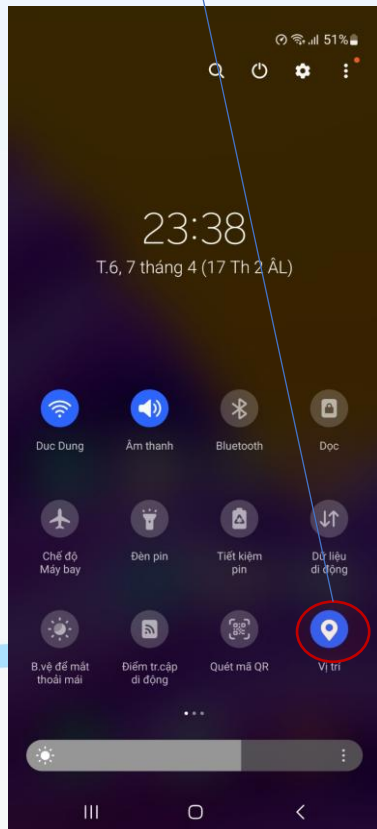 51%
23:38
T.6, 7 tháng 4 (17 Th 2 ÂL)
Duc Dung
Âm thanh
Bluetooth
Dọc
Chế độ
Máy bay
Đèn pin
Tiết kiệm
pin
Dữ liệu
di động
B.vệ để mắt
thoải mái
Điểm tr.cập
di động
Quét mã QR
Vị trí